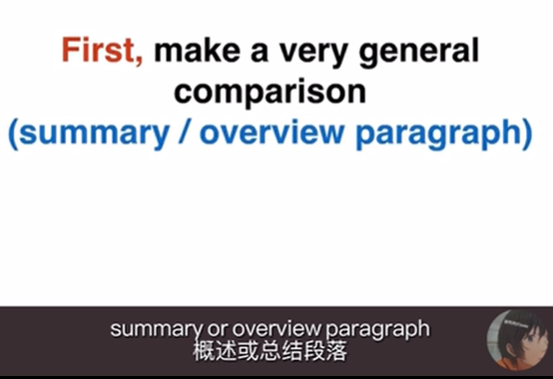 First, make a very general
comparison
(summary / overview paragraph)
summary or overview paragraph
概述或总结段落